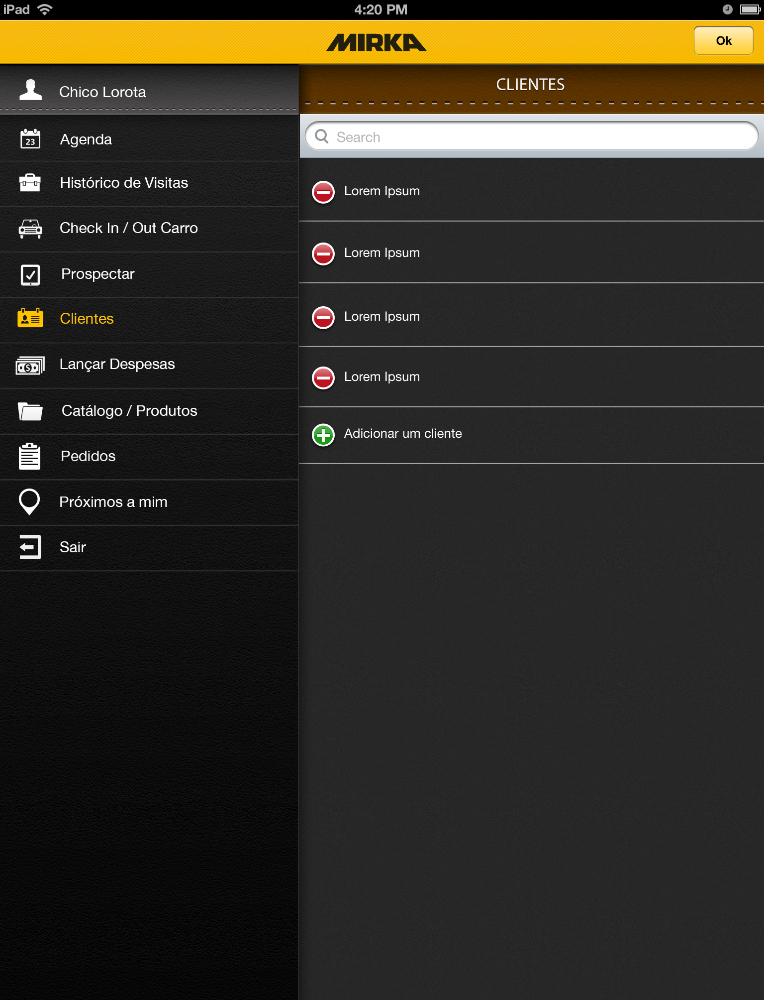 iPad
4:20 PM
MIRKA
Ok
Chico Lorota
23
Agenda
Histórico de Visitas
Check In / Out Carro
Prospectar
Clientes
$
Lançar Despesas
Catálogo / Produtos
Pedidos
Próximos a mim
Sair
CLIENTES
Search
Lorem Ipsum
Lorem Ipsum
Lorem Ipsum
Lorem Ipsum
Adicionar um cliente